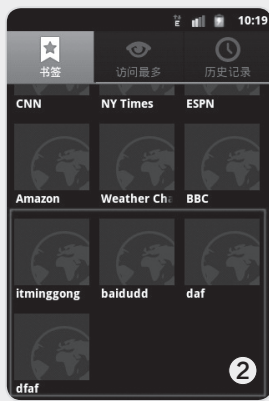 10:19
书签 访问最多 历史记录
CNN NY Times ESPN
Amazon Weather Cha BBC
itminggong baidudd daf
dfaf
2